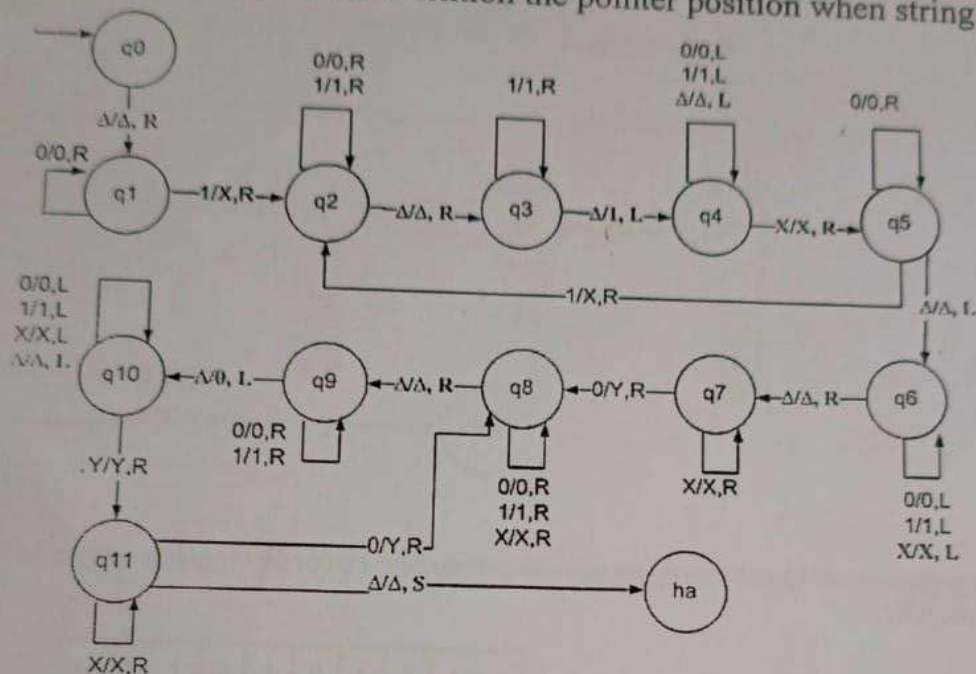 the pointer position when string
q0
0/0,R
1/1,R
1/1,R
0/0,L
1/1,L
Δ/Δ, L
0/0,R
Δ/Δ, R
0/0,R
q1
1/X,R
q2
Δ/Δ, R
q3
Δ/1, L
q4
X/X, R
q5
1/X,R
Δ/Δ, L
0/0,L
1/1,L
X/X,L
Δ/Δ, L
q10
Δ/0, L
q9
Δ/Δ, R
q8
0/Y,R
q7
Δ/Δ, R
q6
0/0,R
1/1,R
0/0,R
1/1,R
X/X,R
X/X,R
0/0,L
1/1,L
X/X, L
.Y/Y,R
q11
0/Y,R
Δ/Δ, S
ha
X/X,R